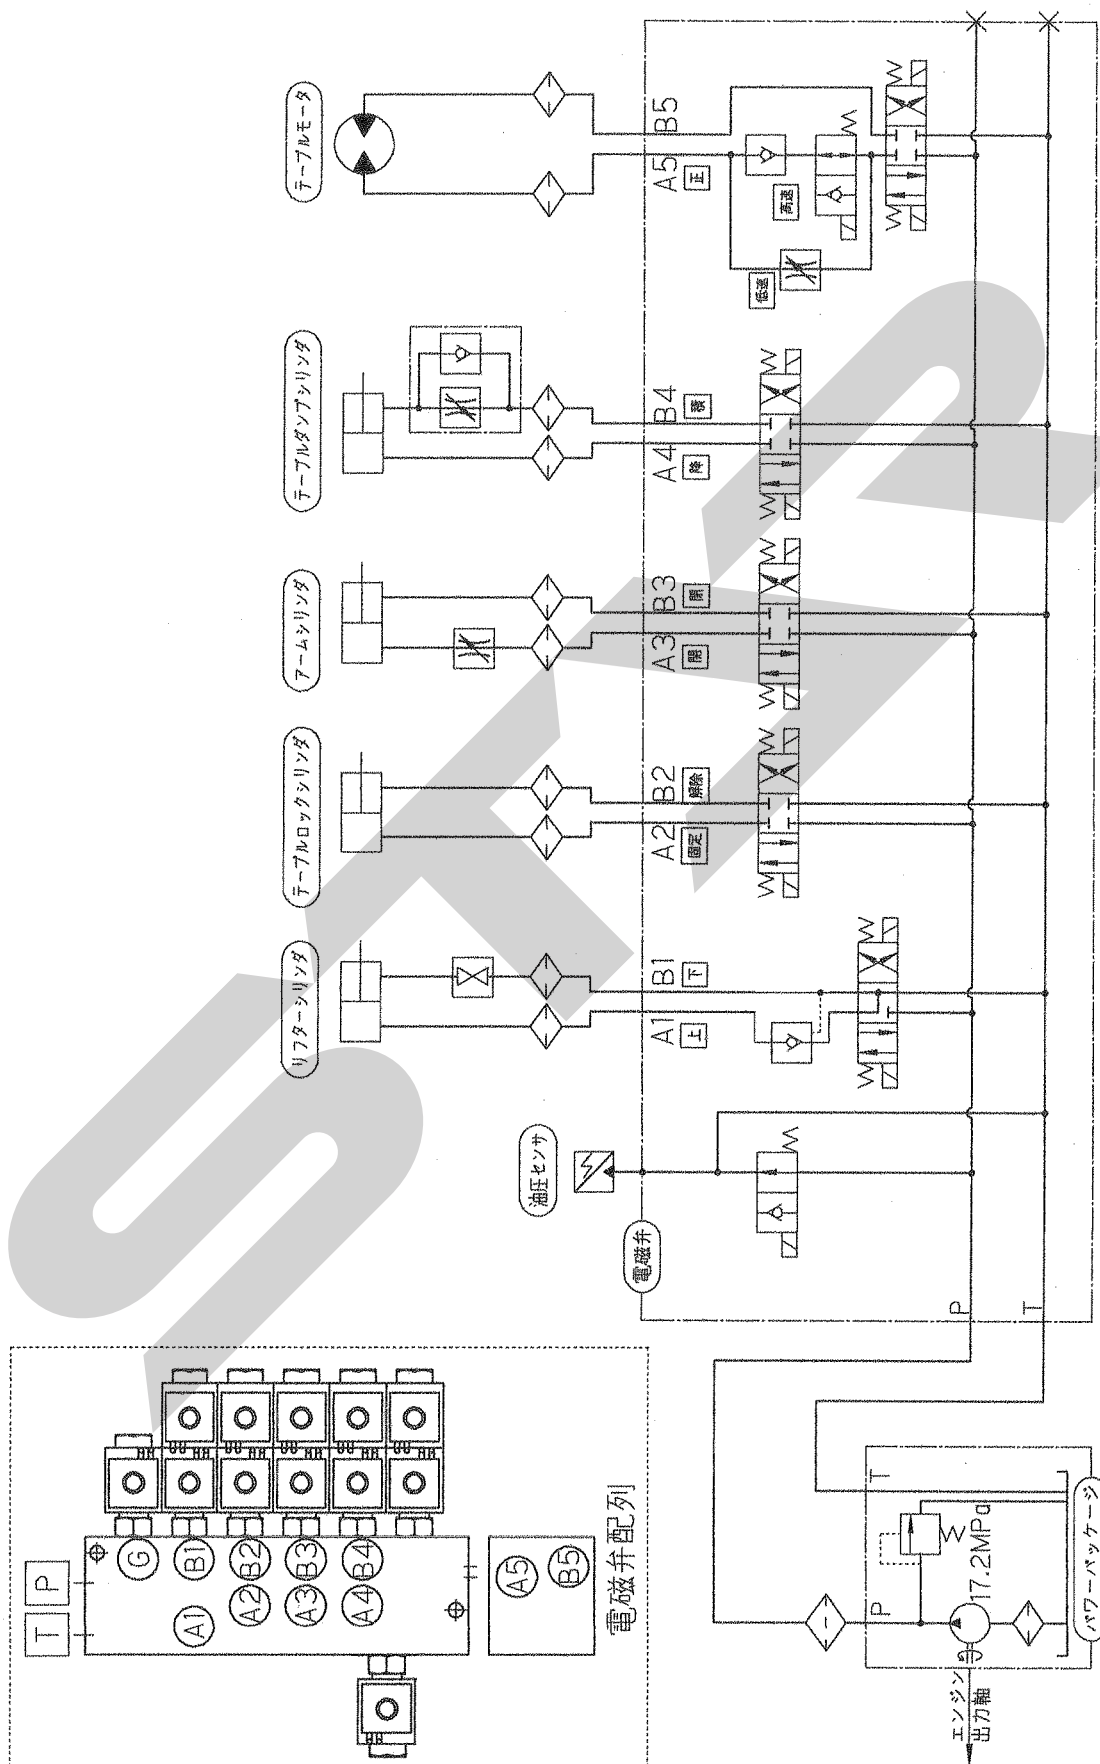 テーブルモータ
テーブルダンプシリンダ
アームシリンダ
テーブルロックシリンダ
リフターシリンダ
油圧センサ
電磁弁
B5
A5
正
高速
低速
B4
積
A4
降
B3
A3
B2
解除
A2
固定
B1
下
A1
上
P
T
T
P
17.2MPa
パワーパッケージ
エンジン
出力軸
T
P
G
B1
B2
B3
B4
A1
A2
A3
A4
A5
B5
電磁弁配列
STYR